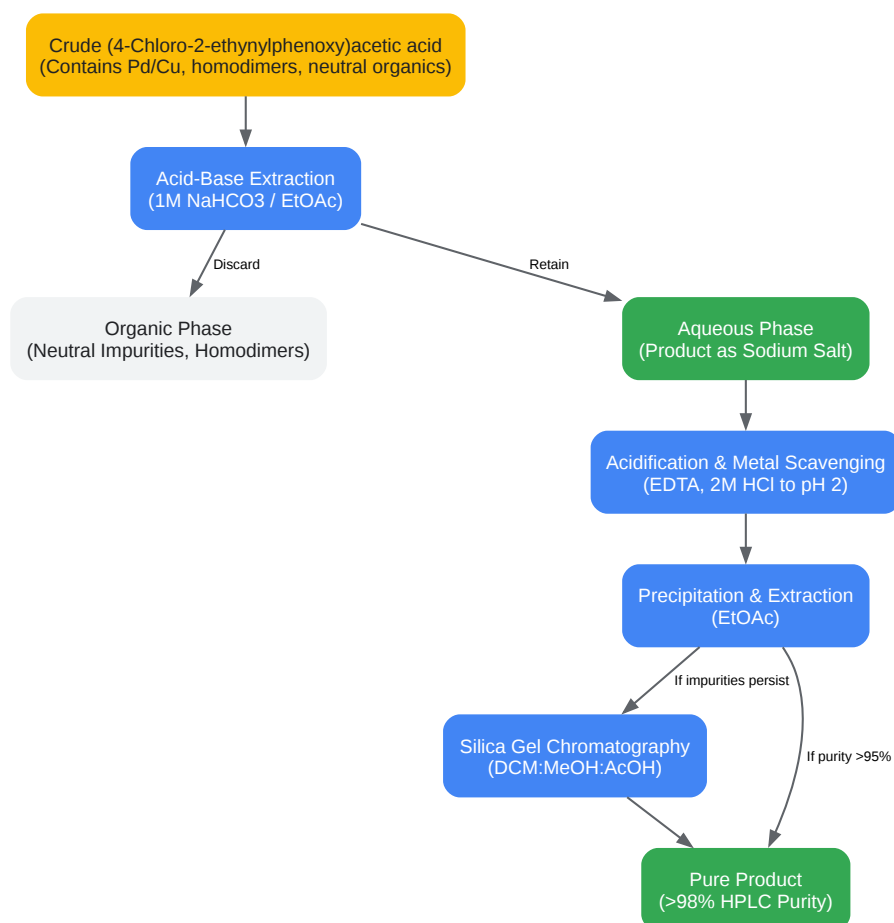 Crude (4-Chloro-2-ethynylphenoxy)acetic acid
(Contains Pd/Cu, homodimers, neutral organics)
Acid-Base Extraction
(1M NaHCO3 / EtOAc)
Discard
Retain
Organic Phase
(Neutral Impurities, Homodimers)
Aqueous Phase
(Product as Sodium Salt)
Acidification & Metal Scavenging
(EDTA, 2M HCl to pH 2)
Precipitation & Extraction
(EtOAc)
If impurities persist
If purity >95%
Silica Gel Chromatography
(DCM:MeOH:AcOH)
Pure Product
(>98% HPLC Purity)